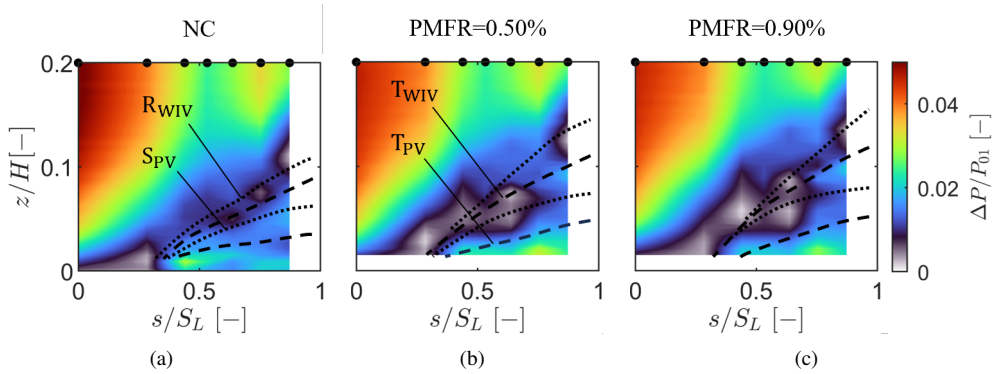 NC
PMFR=0.50%
PMFR=0.90%
0.2
0.1
0
z/H [−]
R_WIV
S_PV
T_WIV
T_PV
0 0.5 1
0 0.5 1
0 0.5 1
s/S_L [−]
s/S_L [−]
s/S_L [−]
0.04
0.02
0
ΔP/P_01 [−]
(a)
(b)
(c)